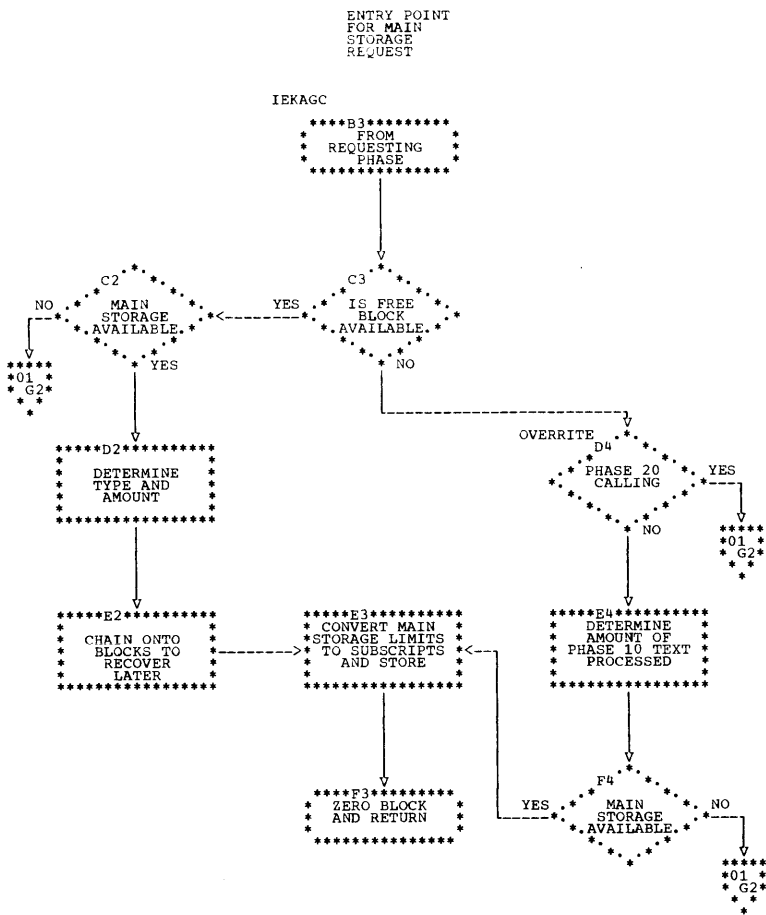 ENTRY POINT
FOR MAIN
STORAGE
REQUEST
IEKAGC
B3
FROM
REQUESTING
PHASE
C2
MAIN
STORAGE
AVAILABLE
NO
YES
C3
IS FREE
BLOCK
AVAILABLE
YES
NO
01
G2
D2
DETERMINE
TYPE AND
AMOUNT
OVERRITE
D4
PHASE 20
CALLING
YES
NO
01
G2
E2
CHAIN ONTO
BLOCKS TO
RECOVER
LATER
E3
CONVERT MAIN
STORAGE LIMITS
TO SUBSCRIPTS
AND STORE
E4
DETERMINE
AMOUNT OF
PHASE 10 TEXT
PROCESSED
F3
ZERO BLOCK
AND RETURN
F4
MAIN
STORAGE
AVAILABLE
YES
NO
01
G2